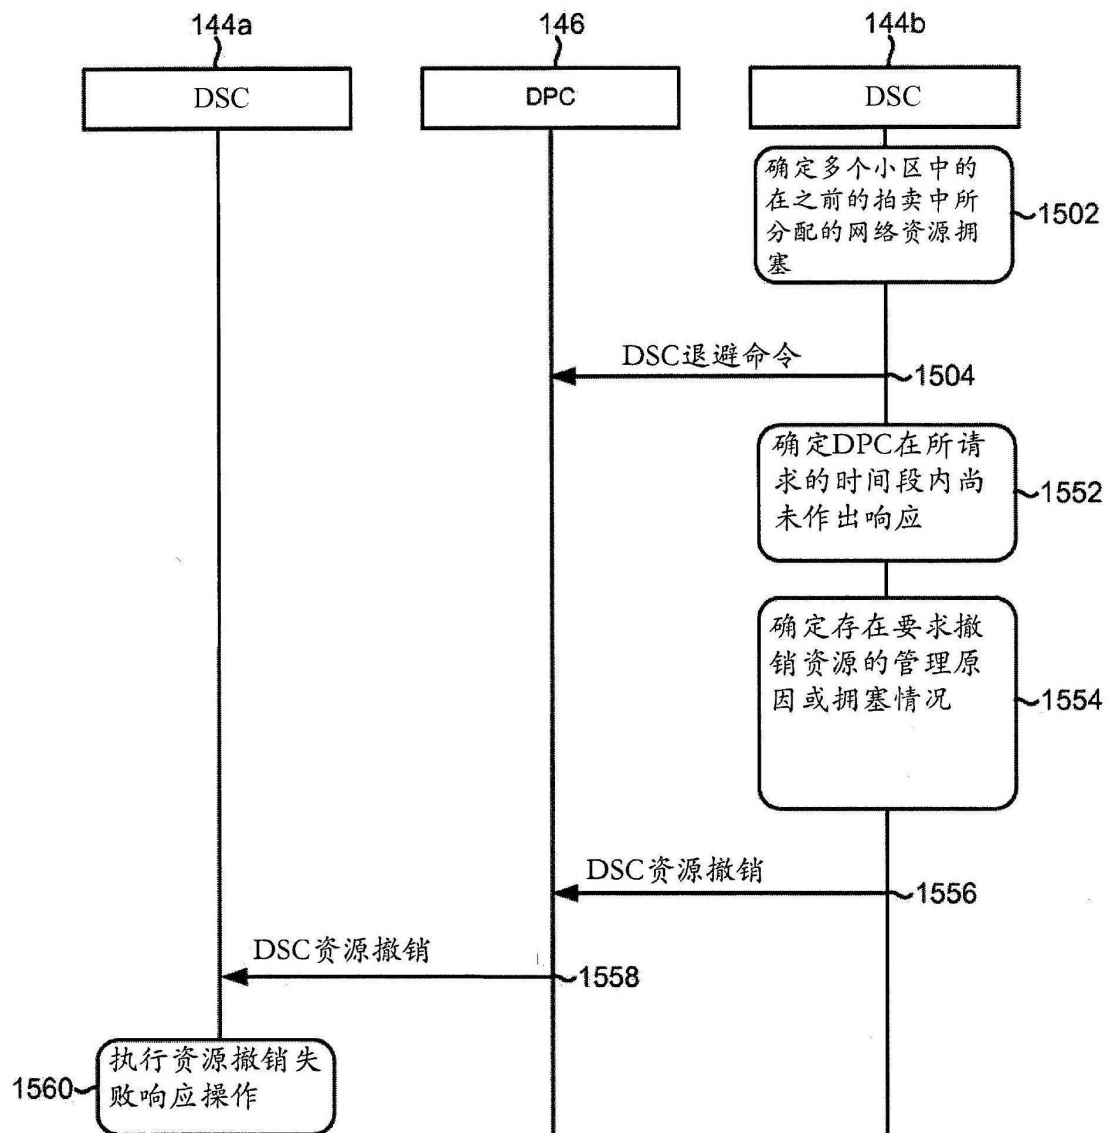 144a
146
144b
DSC
DPC
DSC
确定多个小区中的
在之前的拍卖中所
分配的网络资源拥
塞
1502
DSC退避命令
1504
确定DPC在所请
求的时间段内尚
未作出响应
1552
确定存在要求撤
销资源的管理原
因或拥塞情况
1554
DSC资源撤销
1556
DSC资源撤销
1558
执行资源撤销失
败响应操作
1560